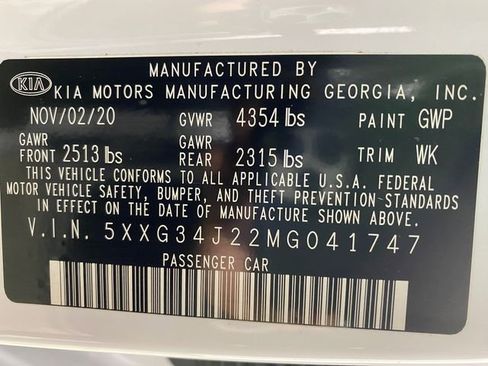 MANUFACTURED BY
KIA KIA MOTORS MANUFACTURING GEORGIA, INC.
NOV/02/20 GVWR 4354 lbs PAINT GWP
GAWR GAWR
FRONT 2513 lbs REAR 2315 lbs TRIM WK
THIS VEHICLE CONFORMS TO ALL APPLICABLE U.S.A. FEDERAL
MOTOR VEHICLE SAFETY, BUMPER, AND THEFT PREVENTION STANDARDS
IN EFFECT ON THE DATE OF MANUFACTURE SHOWN ABOVE.
V.I.N. 5XXG34J22MG041747
PASSENGER CAR